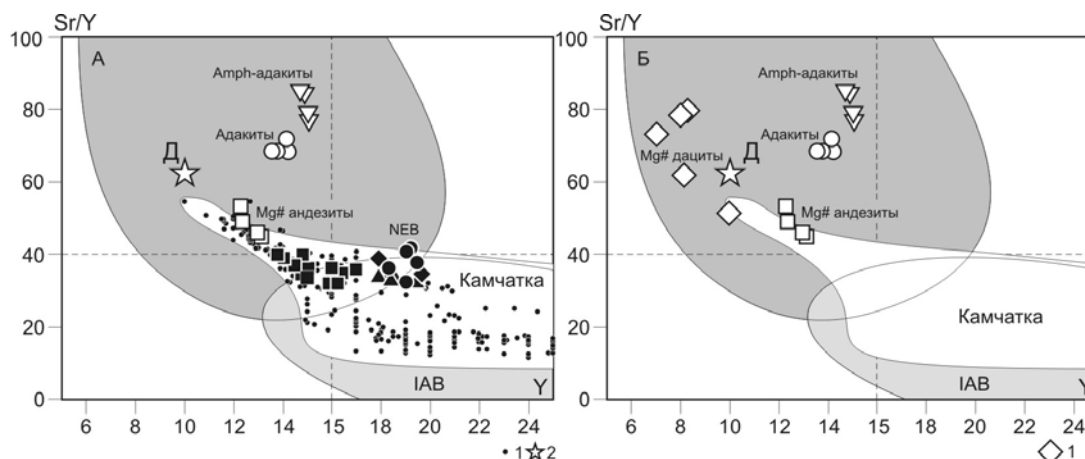 Sr/Y
100
80
60
40
20
0
А
Amph-адакиты
Адакиты
Д
Mg# андезиты
NEB
Камчатка
IAB
Y
6 8 10 12 14 16 18 20 22 24
1 2
Sr/Y
100
80
60
40
20
0
Б
Amph-адакиты
Адакиты
Mg# дациты
Д
Mg# андезиты
Камчатка
IAB
Y
6 8 10 12 14 16 18 20 22 24
1